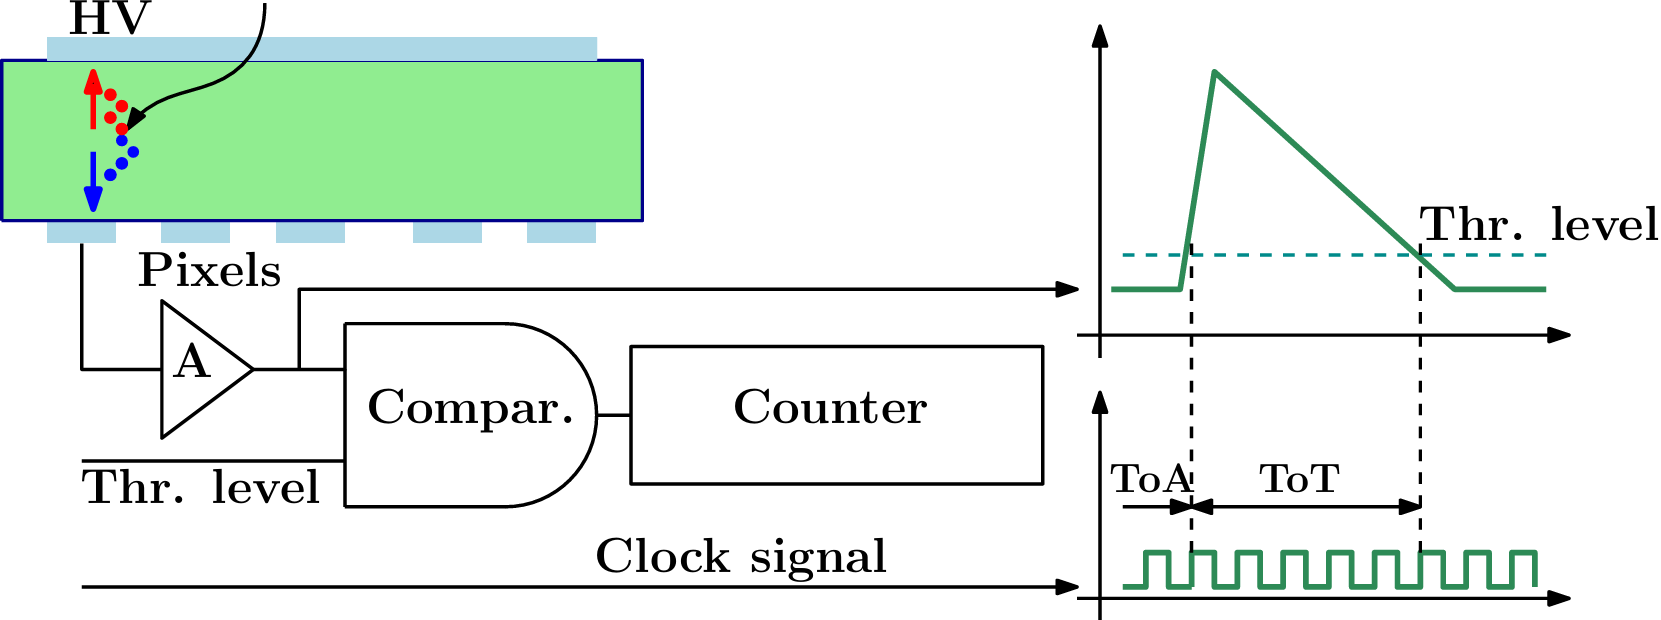 HV
Thr. level
Pixels
A
Compar.
Counter
Thr. level
ToA
ToT
Clock signal